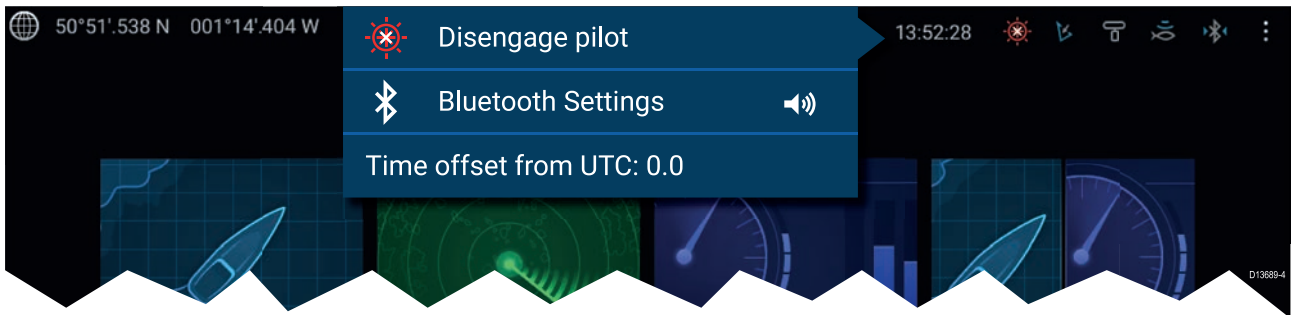 50°51'.538 N 001°14'.404 W
Disengage pilot
13:52:28
Bluetooth Settings
Time offset from UTC: 0.0
D13689-4